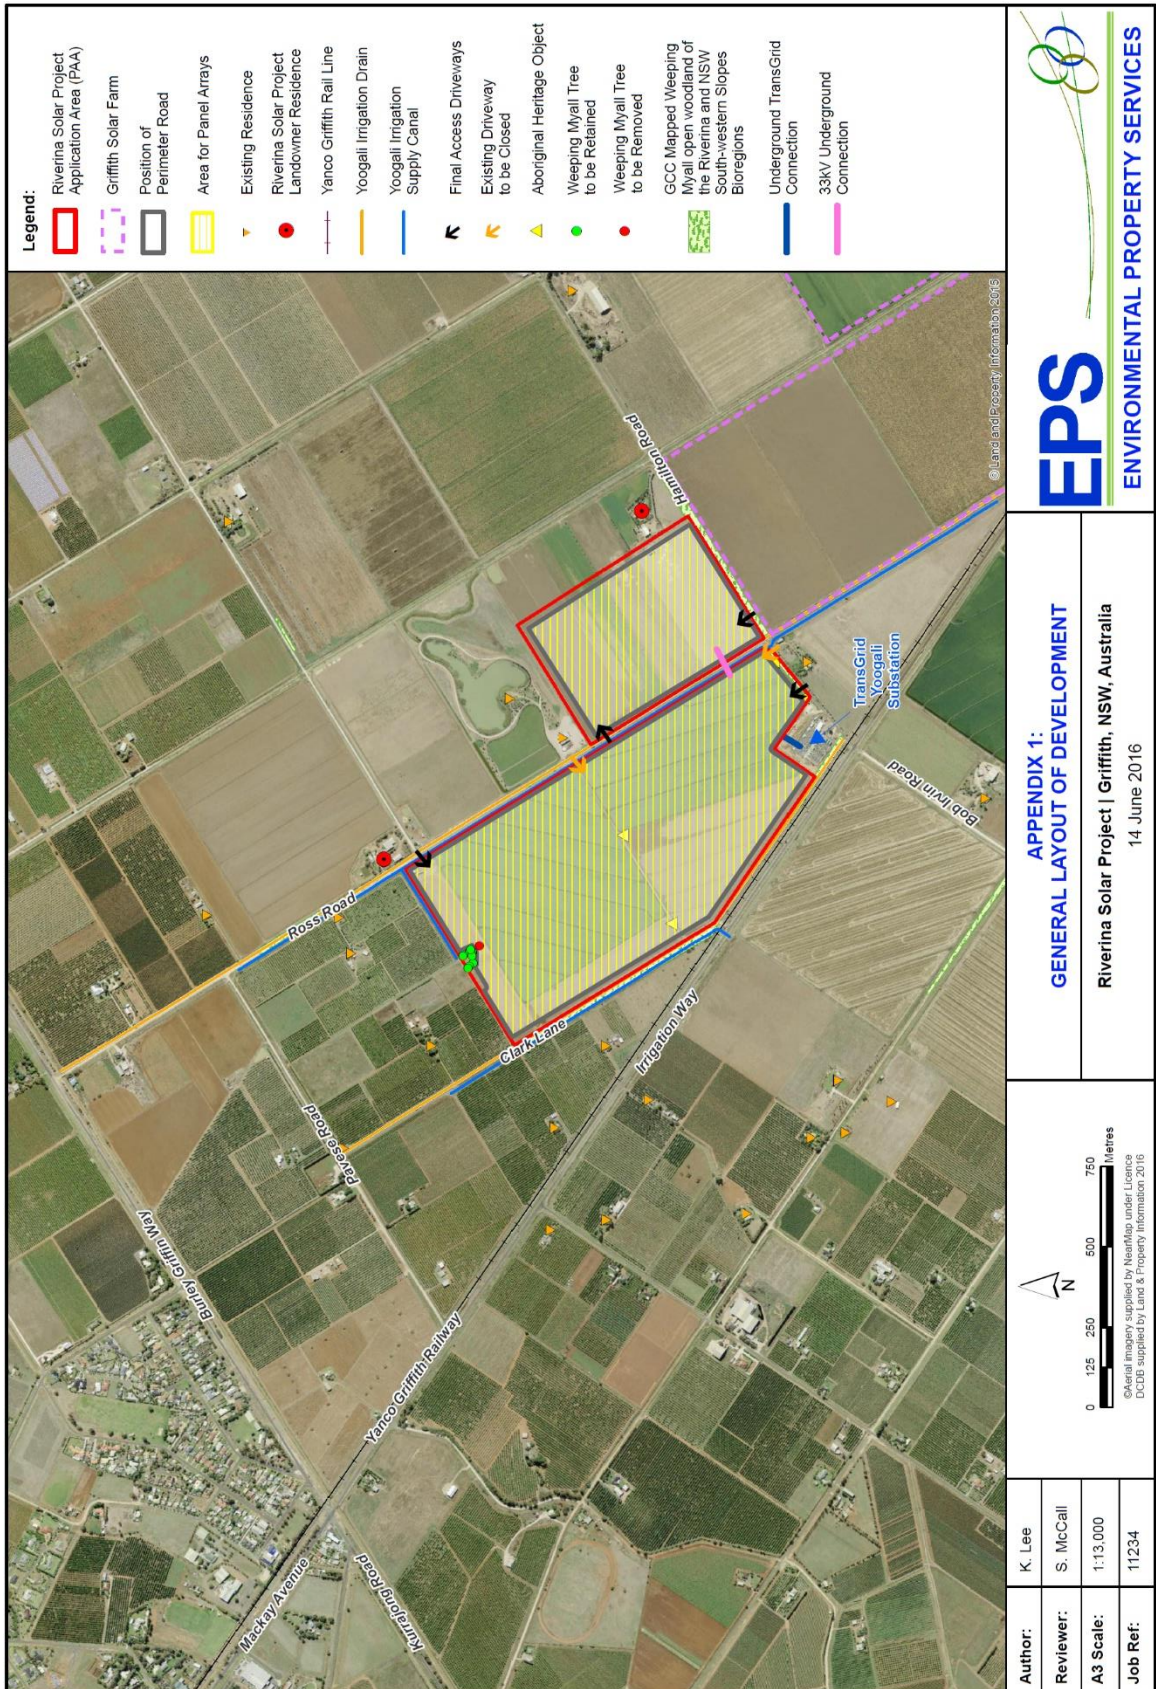 Legend:
Riverina Solar Project
Application Area (PAA)
Griffith Solar Farm
Position of
Perimeter Road
Area for Panel Arrays
Existing Residence
Riverina Solar Project
Landowner Residence
Yanco Griffith Rail Line
Yoogali Irrigation Drain
Yoogali Irrigation
Supply Canal
Final Access Driveways
Existing Driveway
to be Closed
Aboriginal Heritage Object
Weeping Myall Tree
to be Retained
Weeping Myall Tree
to be Removed
GCC Mapped Weeping
Myall open woodland of
the Riverina and NSW
South-western Slopes
Bioregions
Underground TransGrid
Connection
33kV Underground
Connection
Mackay Avenue
Kurrajong Road
Yanco Griffith Railway
Burley Griffin Way
Pavese Road
Ross Road
Clark Lane
Irrigation Way
Hamilton Road
TransGrid
Yoogali
Substation
Bob Irvin Road
© Land and Property Information 2015
Author:
K. Lee
Reviewer:
S. McCall
A3 Scale:
1:13,000
Job Ref:
11234
N
0 125 250 500 750
Metres
©Aerial imagery supplied by NearMap under Licence
DCDB supplied by Land & Property Information 2016
APPENDIX 1:
GENERAL LAYOUT OF DEVELOPMENT
Riverina Solar Project | Griffith, NSW, Australia
14 June 2016
EPS
ENVIRONMENTAL PROPERTY SERVICES